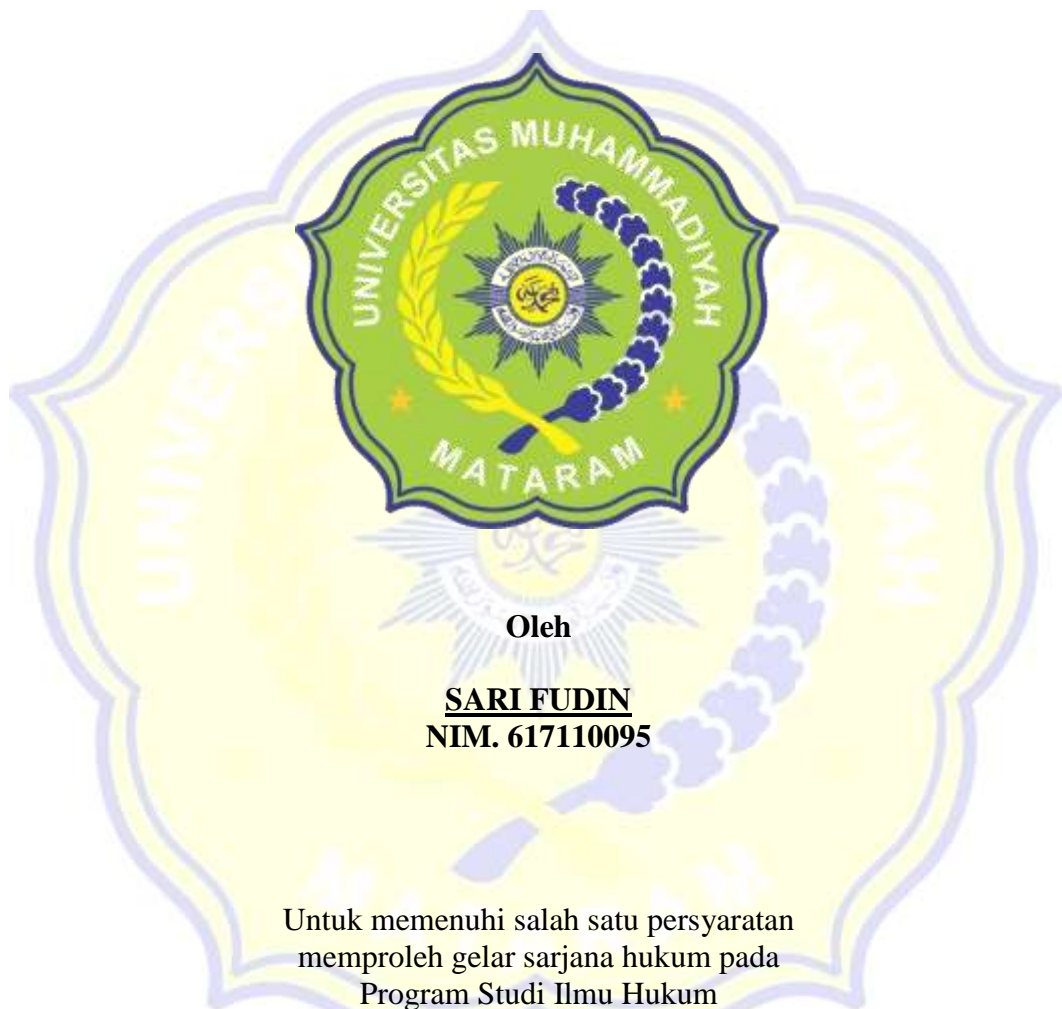 UNIVERSITAS MUHAMMADIYAH
MATARAM
Oleh
SARI FUDIN
NIM. 617110095
Untuk memenuhi salah satu persyaratan
memproleh gelar sarjana hukum pada
Program Studi Ilmu Hukum